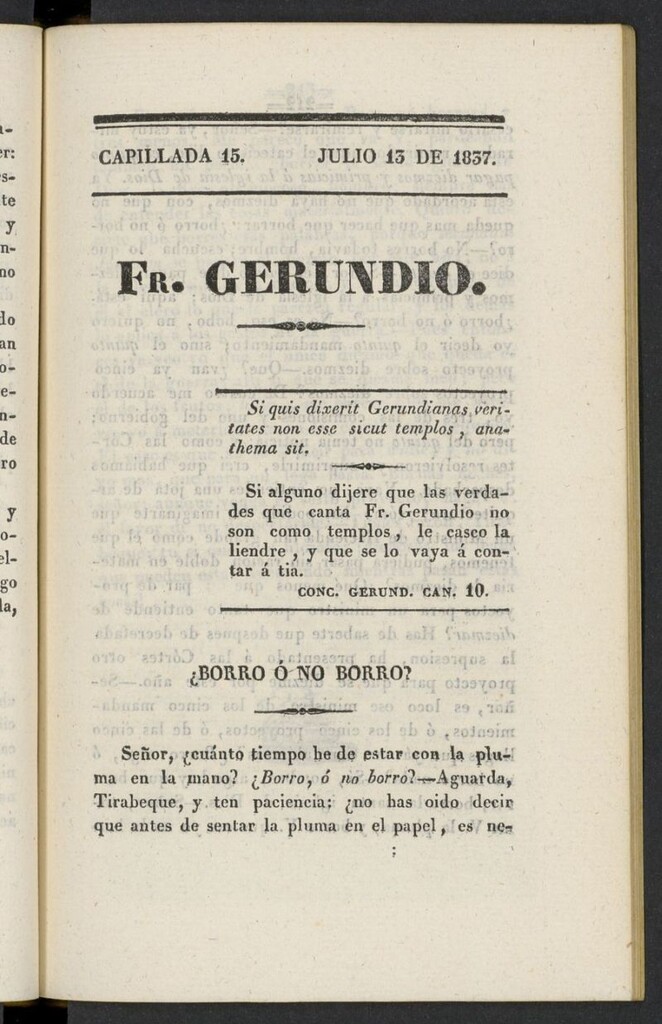 CAPILLADA 15. JULIO 13 DE 1837.
FR. GERUNDIO.
Si quis dixerit Gerundianas veri-
tates non esse sicut templos, ana-
thema sit.
Si alguno dijere que las verda-
des que canta Fr. Gerundio no
son como templos, le casco la
liendre, y que se lo vaya á con-
tar á tia.
CONC. GERUND. CAN. 10.
¿BORRO Ó NO BORRO?
Señor, ¿cuánto tiempo he de estar con la plu-
ma en la mano? ¿Borro, ó no borro?—Aguarda,
Tirabeque, y ten paciencia: ¿no has oido decir
que antes de sentar la pluma en el papel, es ne-
;